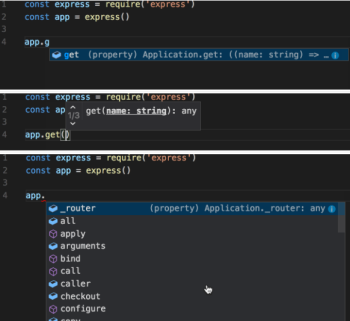 1 const express = require('express')
2 const app = express()
3
4 app.g
get (property) Application.get: ((name: string) => …
1 const express = require('express')
2 const ap
1/3 get(name: string): any
3
4 app.get()
1 const express = require('express')
2 const app = express()
3
4 app.
_router (property) Application._router: any
all
apply
arguments
bind
call
caller
checkout
configure
copy